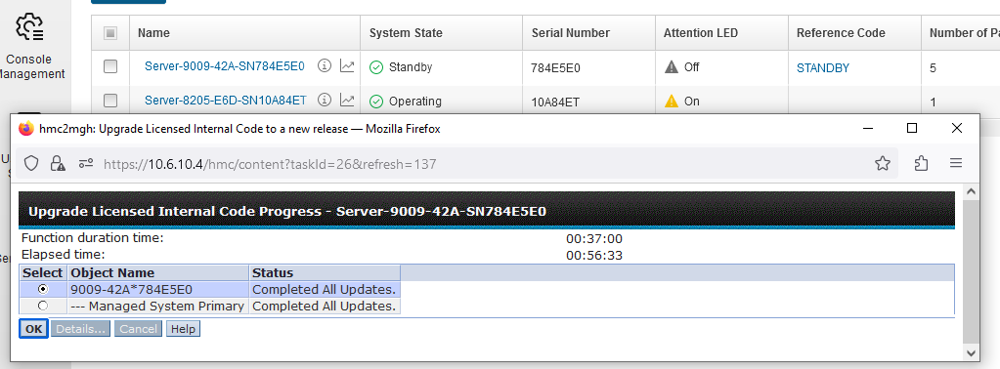 Name
System State
Serial Number
Attention LED
Reference Code
Number of Pa
Console
Management
Server-9009-42A-SN784E5E0
Standby
784E5E0
Off
STANDBY
5
Server-8205-E6D-SN10A84ET
Operating
10A84ET
On
1
hmc2mgh: Upgrade Licensed Internal Code to a new release — Mozilla Firefox
https://10.6.10.4/hmc/content?taskId=26&refresh=137
Upgrade Licensed Internal Code Progress - Server-9009-42A-SN784E5E0
Function duration time: 00:37:00
Elapsed time: 00:56:33
Select Object Name Status
9009-42A*784E5E0 Completed All Updates.
--- Managed System Primary Completed All Updates.
OK Details... Cancel Help